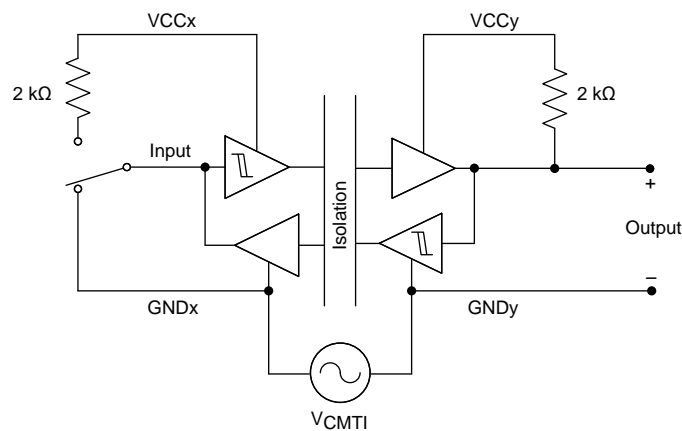 VCCx
VCCy
2 kΩ
2 kΩ
Input
Isolation
+
Output
–
GNDx
GNDy
VCMTI